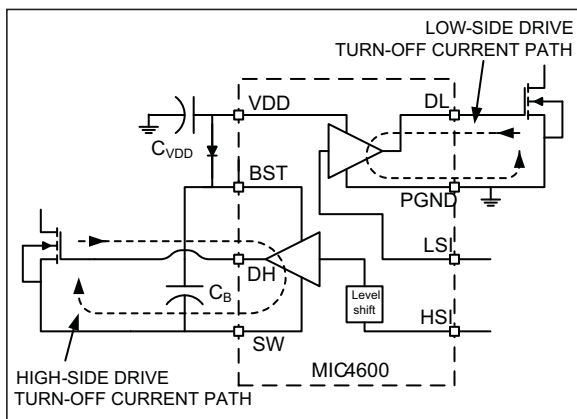 LOW-SIDE DRIVE
TURN-OFF CURRENT PATH
VDD
DL
CVDD
BST
PGND
LSI
DH
CB
Level
shift
HSI
SW
MIC4600
HIGH-SIDE DRIVE
TURN-OFF CURRENT PATH